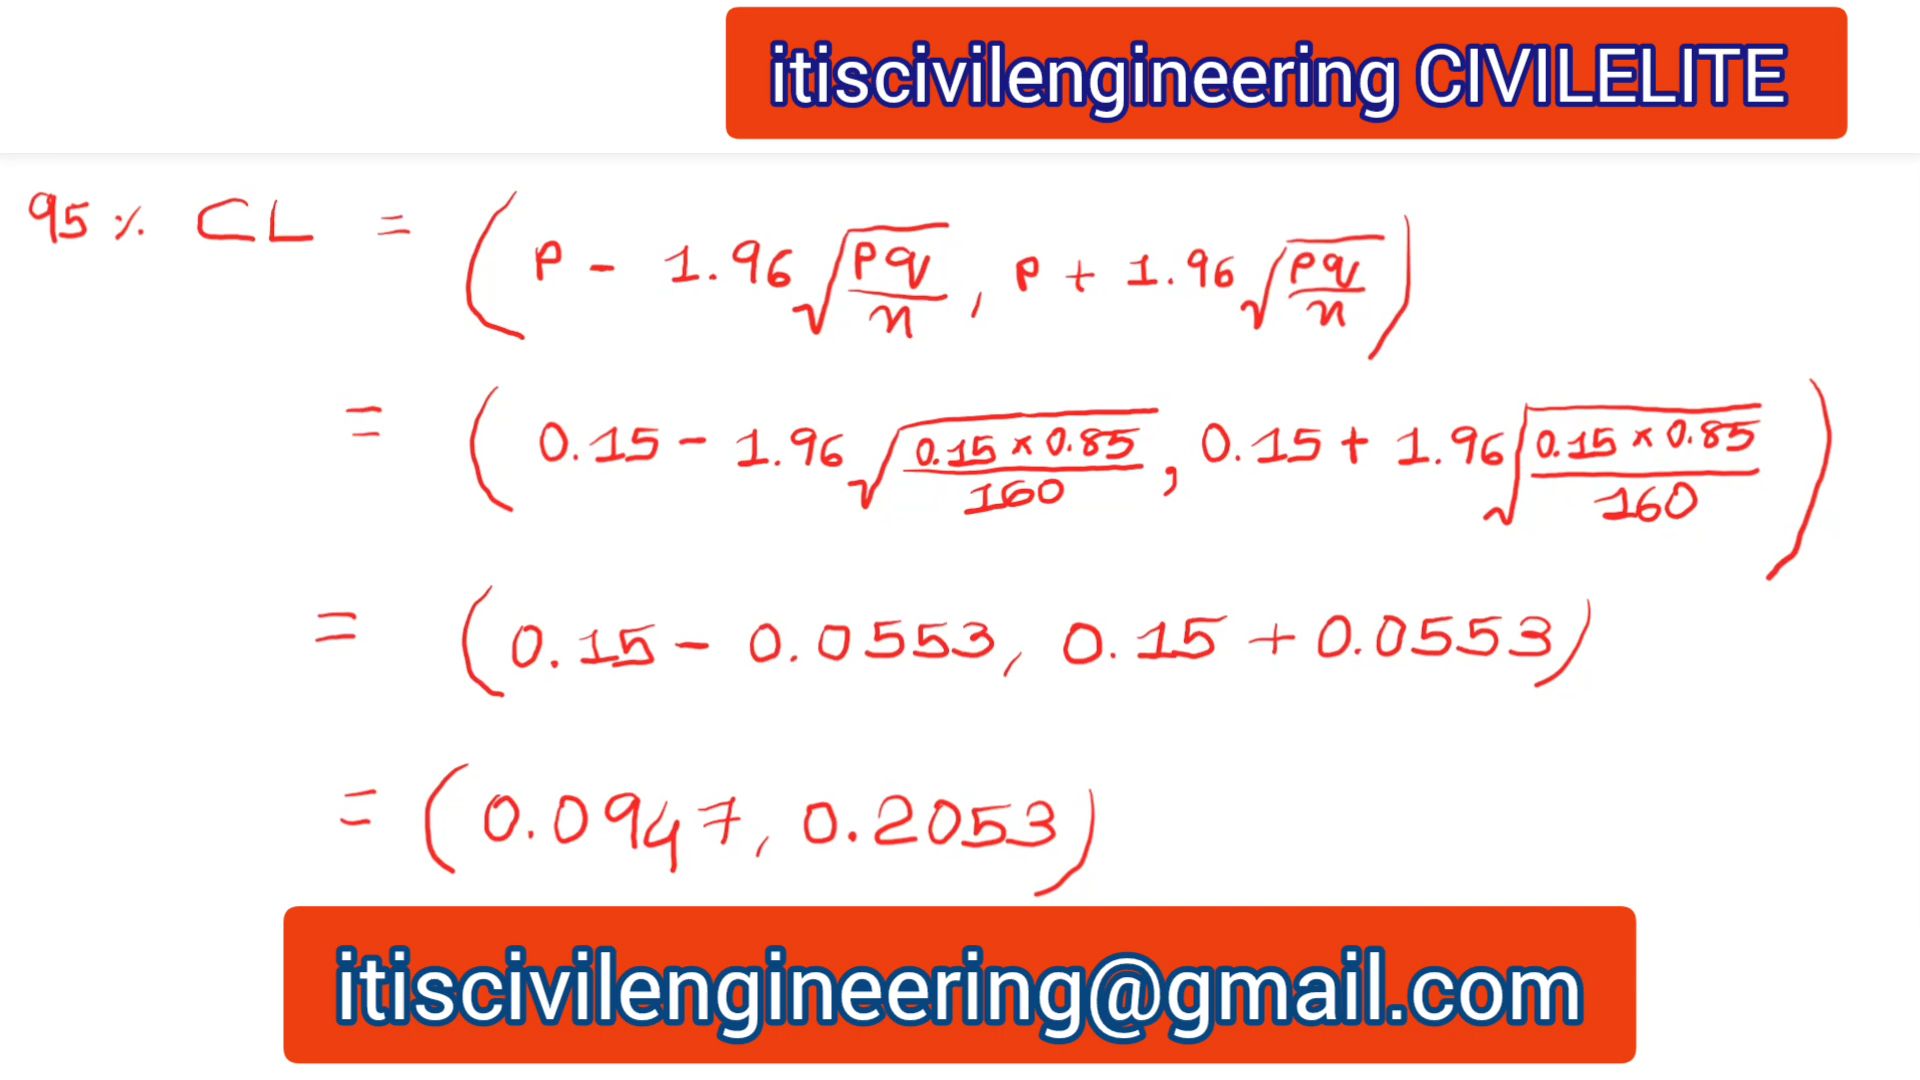 itiscivilengineering CIVILELITE
95% CL = (p - 1.96√(pq/n), p + 1.96√(pq/n))
= (0.15 - 1.96√(0.15 × 0.85/160), 0.15 + 1.96√(0.15 × 0.85/160))
= (0.15 - 0.0553, 0.15 + 0.0553)
= (0.0947, 0.2053)
itiscivilengineering@gmail.com